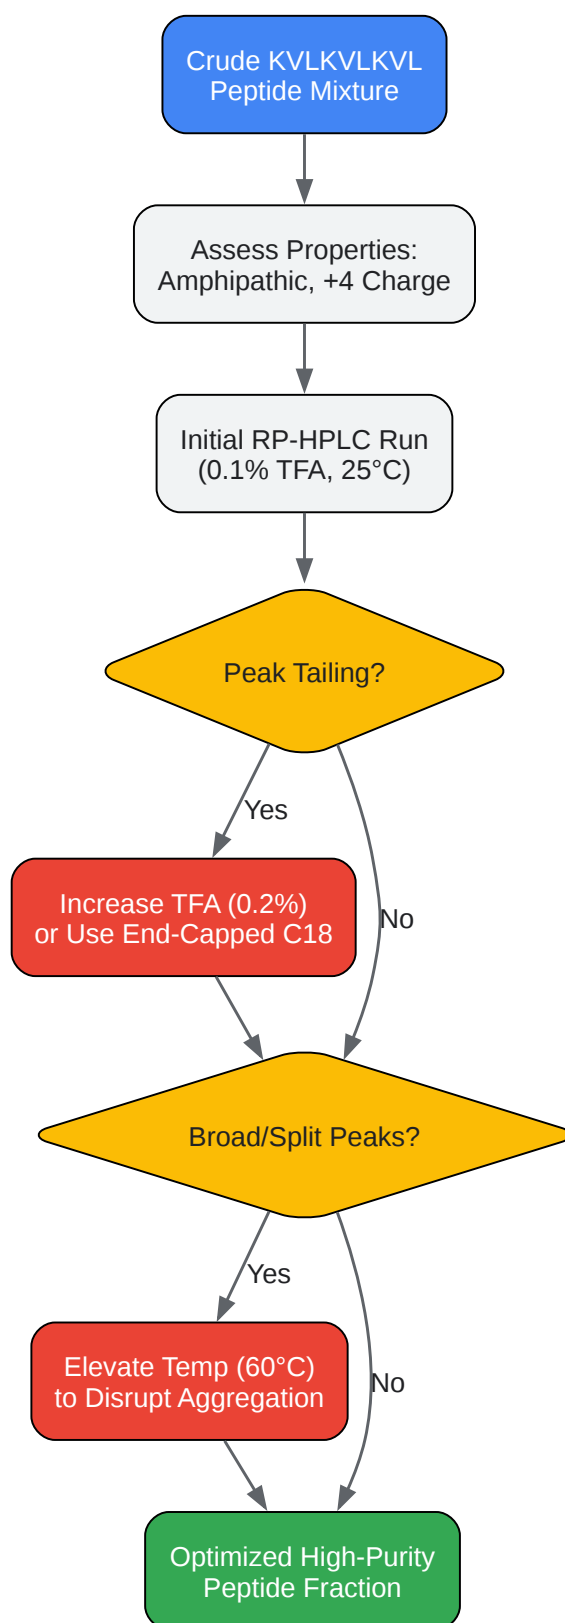 Crude KVLKVLKVL
Peptide Mixture
Assess Properties:
Amphipathic, +4 Charge
Initial RP-HPLC Run
(0.1% TFA, 25°C)
Peak Tailing?
Yes
Increase TFA (0.2%)
or Use End-Capped C18
No
Broad/Split Peaks?
Yes
Elevate Temp (60°C)
to Disrupt Aggregation
No
Optimized High-Purity
Peptide Fraction